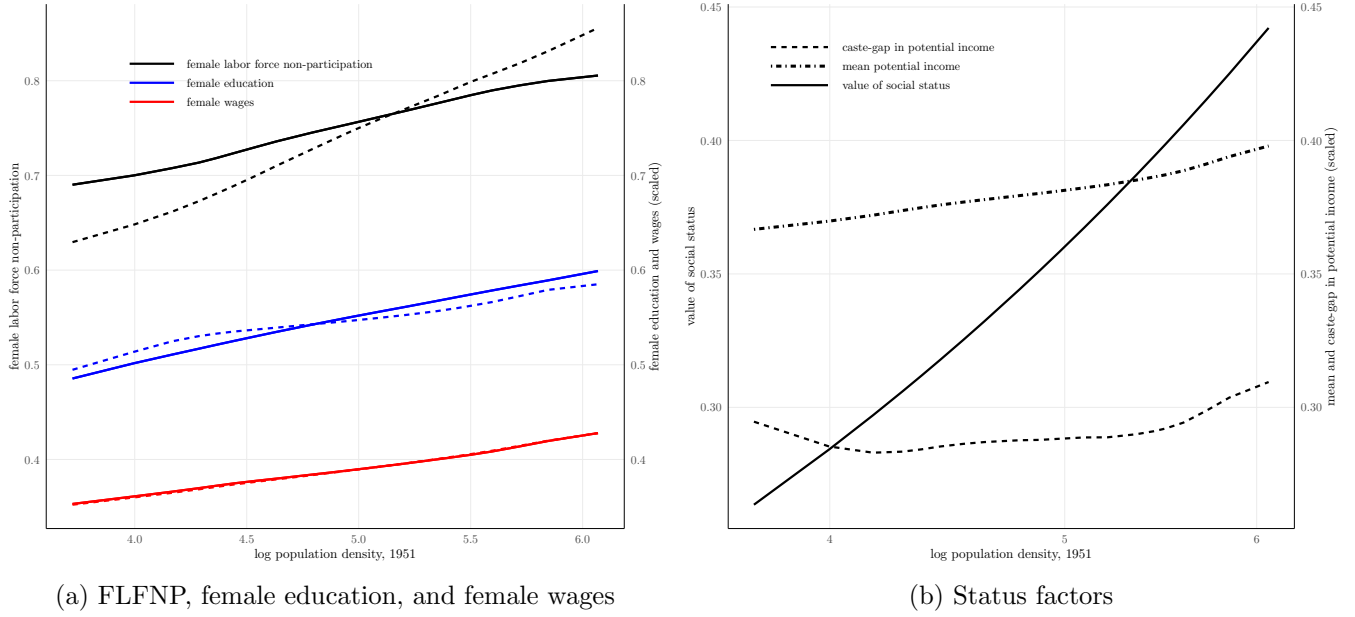 female labor force non-participation
female education
female wages
0.8
0.7
0.6
0.5
0.4
0.8
0.7
0.6
0.5
0.4
4.0 4.5 5.0 5.5 6.0
log population density, 1951
female labor force non-participation
female education and wages (scaled)
(a) FLFNP, female education, and female wages
caste-gap in potential income
mean potential income
value of social status
0.45
0.40
0.35
0.30
0.45
0.40
0.35
0.30
4 5 6
log population density, 1951
value of social status
mean and caste-gap in potential income (scaled)
(b) Status factors